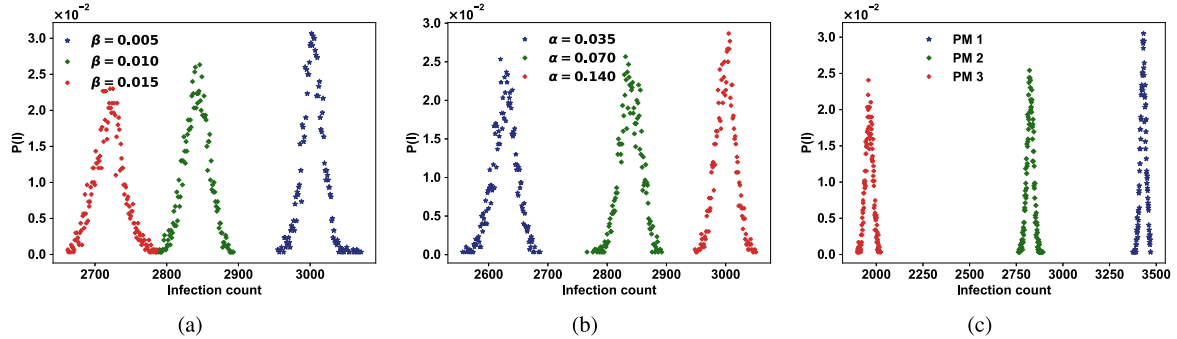 ×10⁻²
β = 0.005
β = 0.010
β = 0.015
P(I)
3.0
2.5
2.0
1.5
1.0
0.5
0.0
2700 2800 2900 3000
Infection count
(a)
×10⁻²
α = 0.035
α = 0.070
α = 0.140
P(I)
3.0
2.5
2.0
1.5
1.0
0.5
0.0
2600 2700 2800 2900 3000
Infection count
(b)
×10⁻²
PM 1
PM 2
PM 3
P(I)
3.0
2.5
2.0
1.5
1.0
0.5
0.0
2000 2250 2500 2750 3000 3250 3500
Infection count
(c)